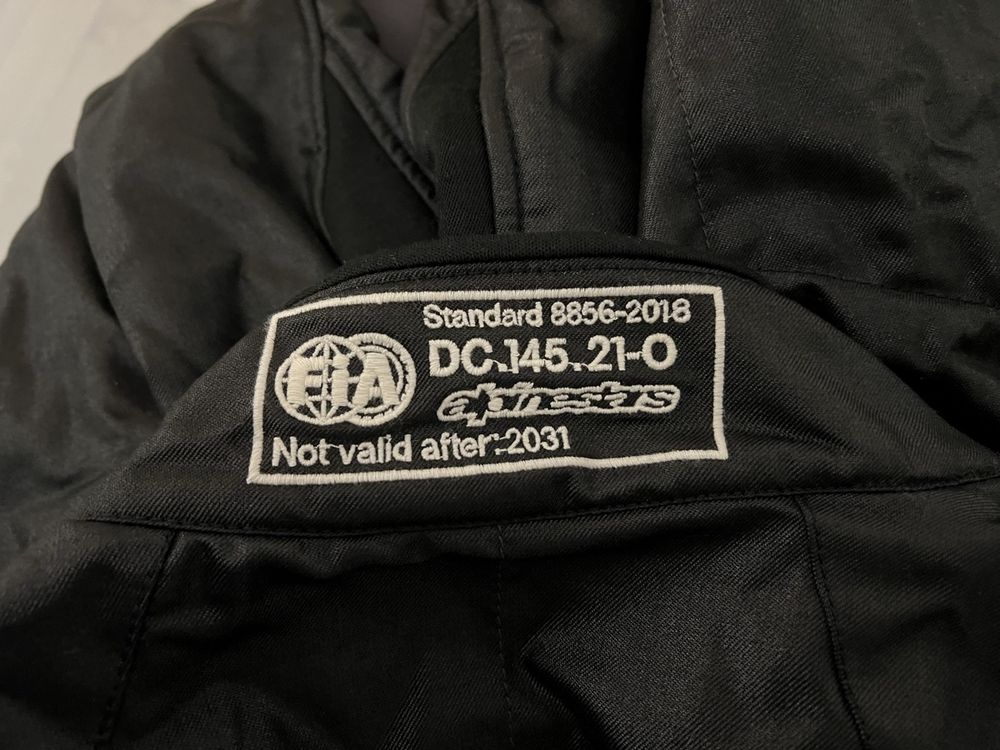 Standard 8856-2018
FiA
DC.145.21-O
alpinestars
Not valid after: 2031